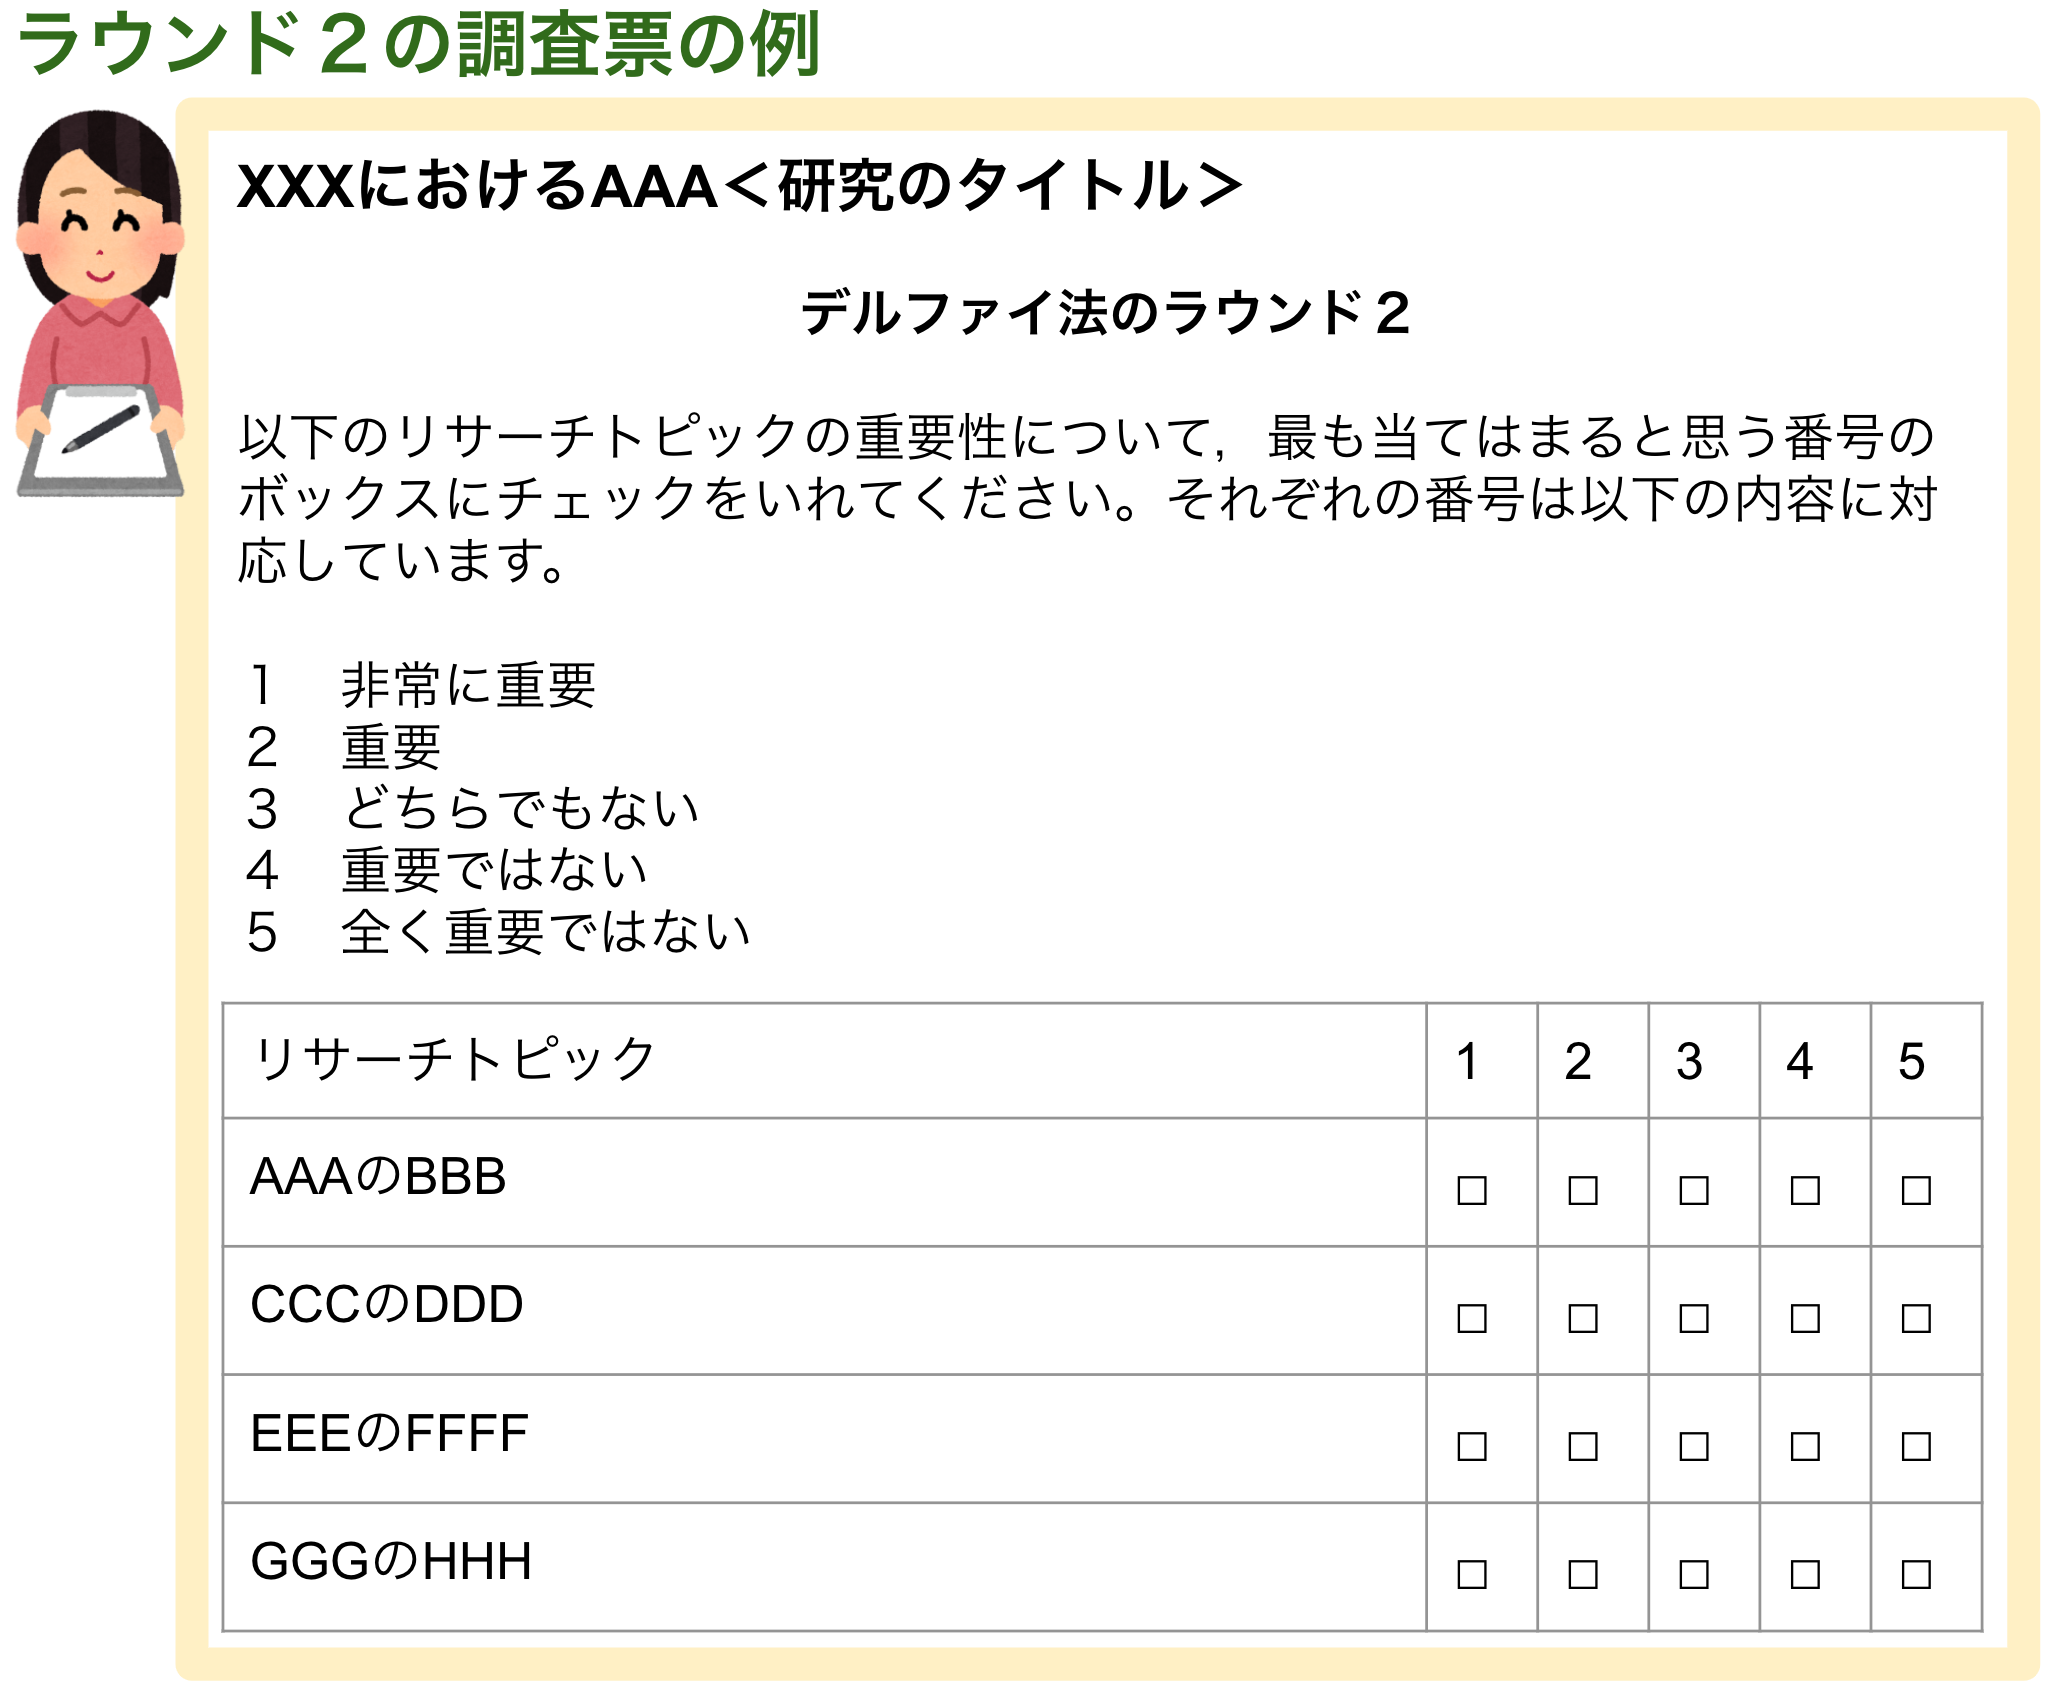 ラウンド２の調査票の例
XXXにおけるAAA＜研究のタイトル＞
デルファイ法のラウンド２
以下のリサーチトピックの重要性について，最も当てはまると思う番号の
ボックスにチェックをいれてください。それぞれの番号は以下の内容に対
応しています。
１　非常に重要
２　重要
３　どちらでもない
４　重要ではない
５　全く重要ではない
リサーチトピック 1 2 3 4 5
AAAのBBB □ □ □ □ □
CCCのDDD □ □ □ □ □
EEEのFFFF □ □ □ □ □
GGGのHHH □ □ □ □ □